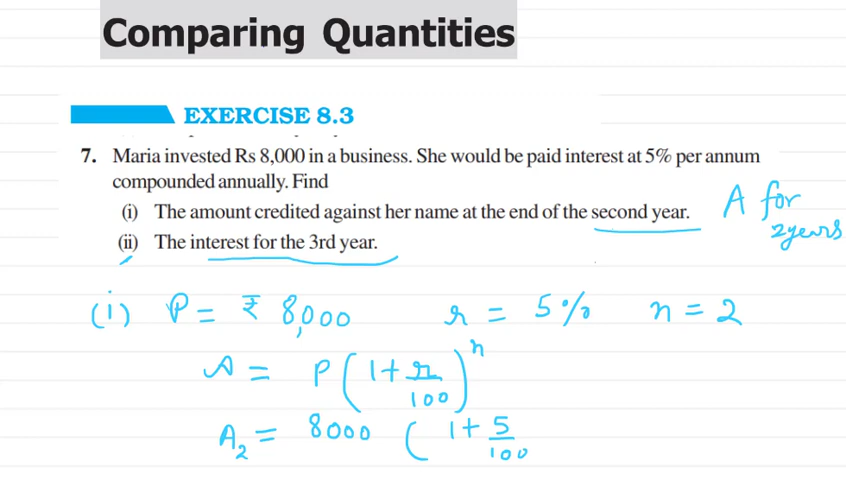 Comparing Quantities
EXERCISE 8.3
7. Maria invested Rs 8,000 in a business. She would be paid interest at 5% per annum
compounded annually. Find
(i) The amount credited against her name at the end of the second year.
A for
2years
(ii) The interest for the 3rd year.
(i) P = ₹ 8,000 r = 5% n = 2
A = P(1+r/100)^n
A₂ = 8000 (1+5/100